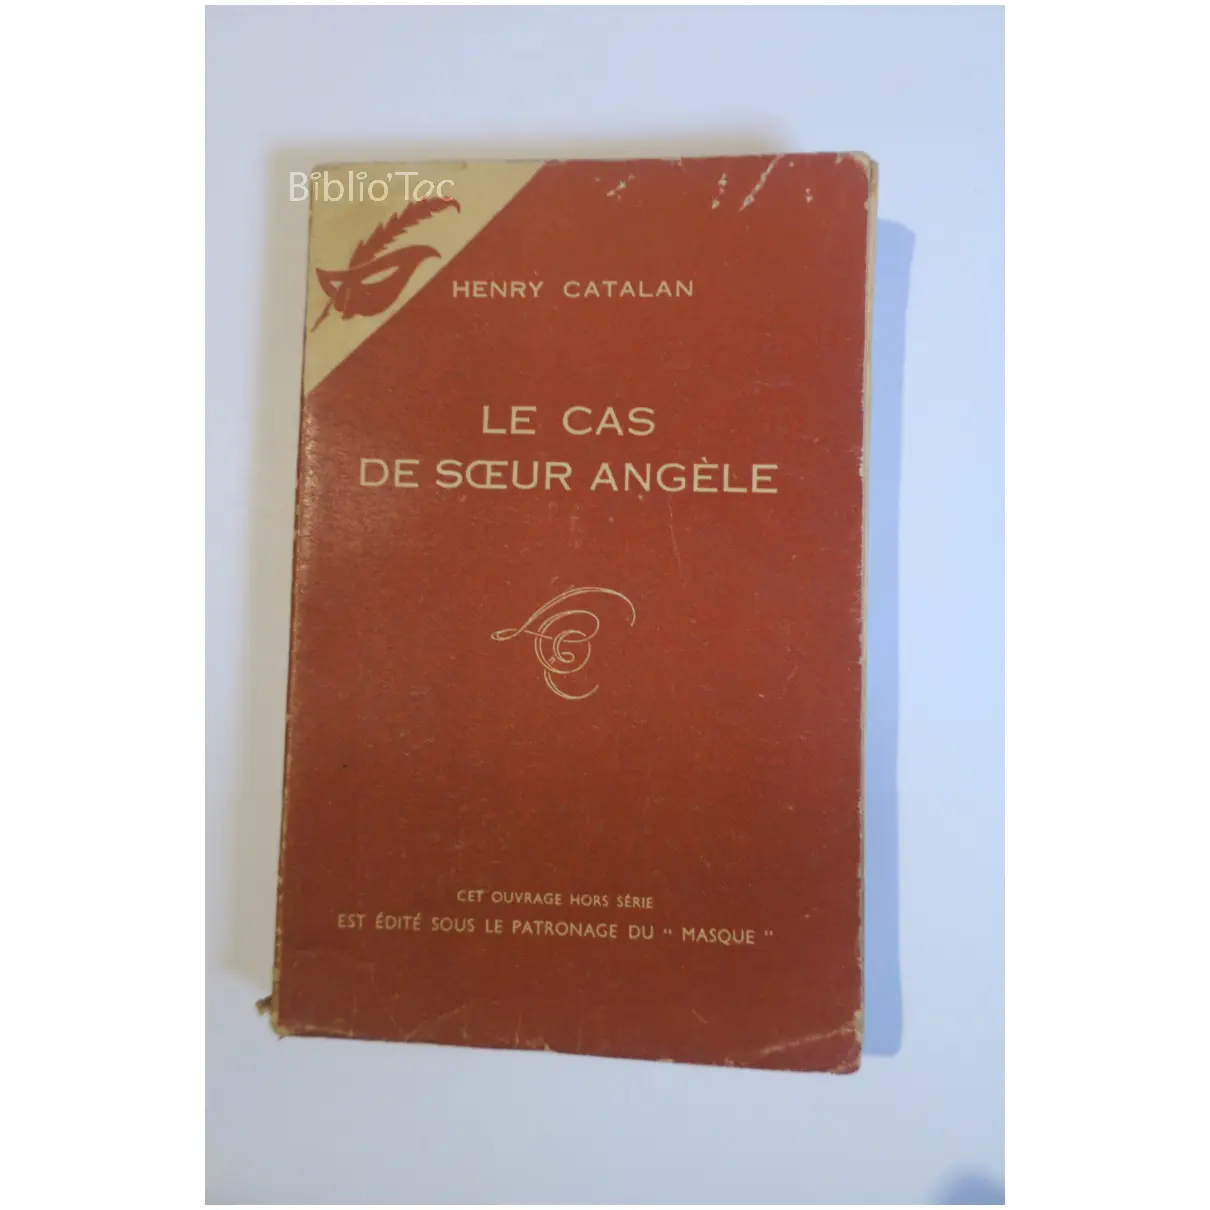 Biblio'Toc
HENRY CATALAN
LE CAS
DE SŒUR ANGÈLE
CET OUVRAGE HORS SÉRIE
EST ÉDITÉ SOUS LE PATRONAGE DU " MASQUE "